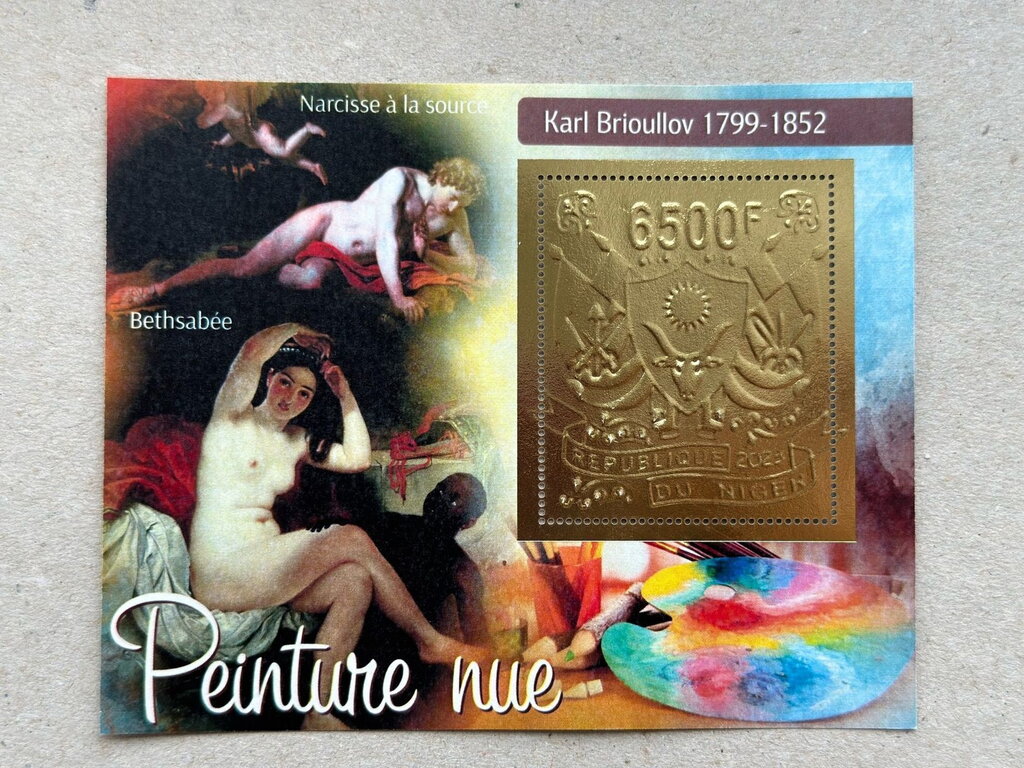 Narcisse à la source
Karl Brioullov 1799-1852
6500F
Bethsabée
REPUBLIQUE 2023
DU NIGER
Peinture nue